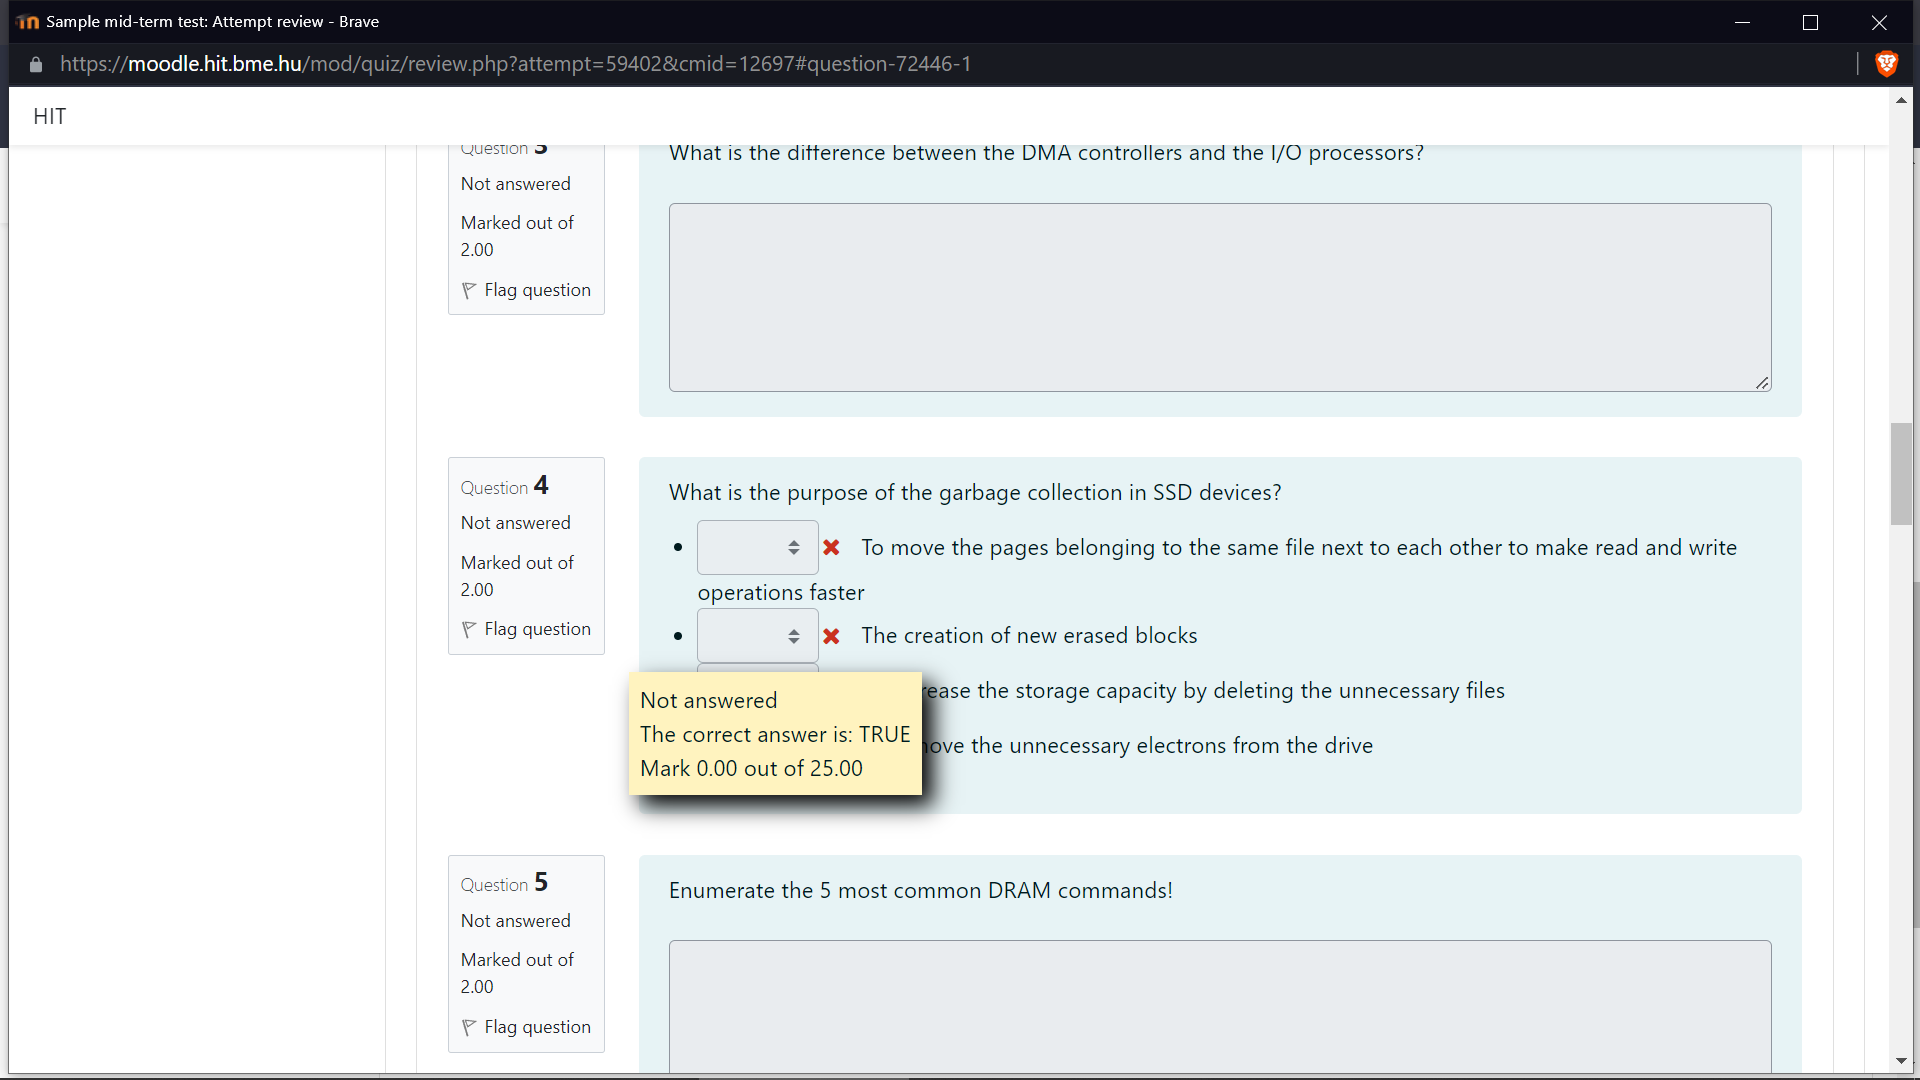 Sample mid-term test: Attempt review - Brave
https://moodle.hit.bme.hu/mod/quiz/review.php?attempt=59402&cmid=12697#question-72446-1
HIT
Question 3
Not answered
Marked out of
2.00
Flag question
What is the difference between the DMA controllers and the I/O processors?
Question 4
Not answered
Marked out of
2.00
Flag question
What is the purpose of the garbage collection in SSD devices?
To move the pages belonging to the same file next to each other to make read and write
operations faster
The creation of new erased blocks
rease the storage capacity by deleting the unnecessary files
ove the unnecessary electrons from the drive
Not answered
The correct answer is: TRUE
Mark 0.00 out of 25.00
Question 5
Not answered
Marked out of
2.00
Flag question
Enumerate the 5 most common DRAM commands!